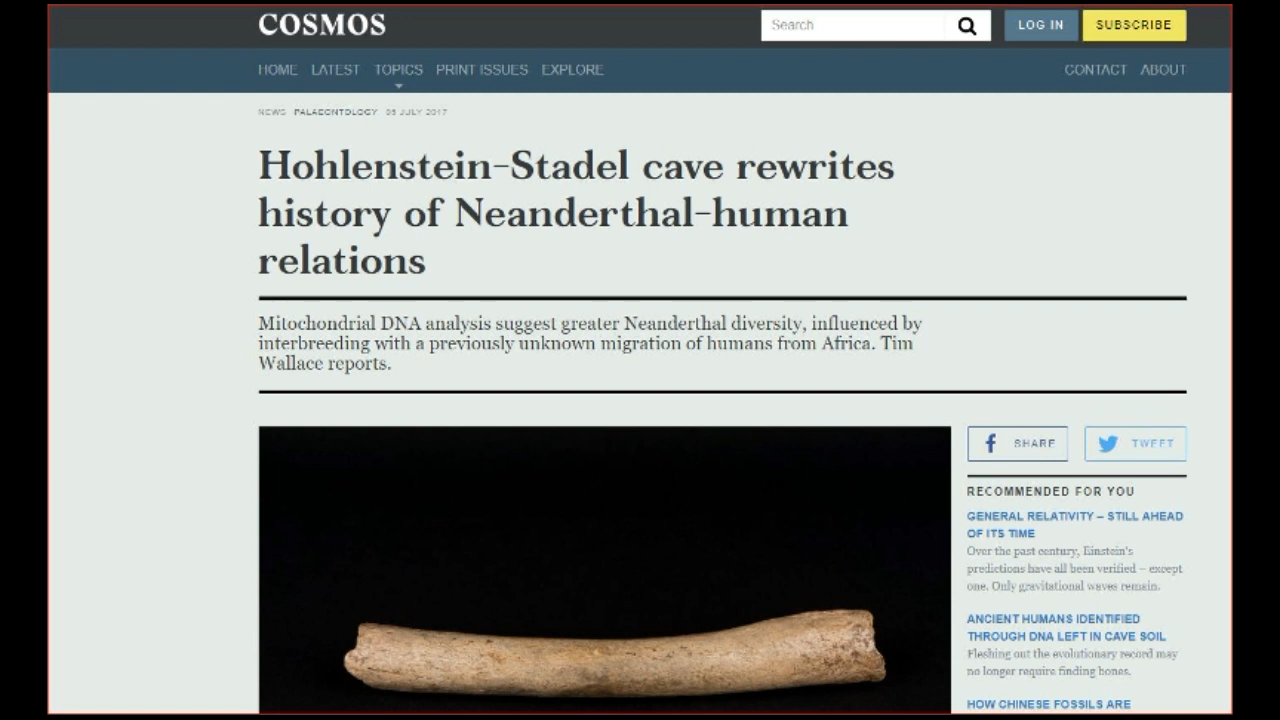 COSMOS
Search
LOG IN
SUBSCRIBE
HOME LATEST TOPICS PRINT ISSUES EXPLORE
CONTACT ABOUT
NEWS PALAEONTOLOGY 05 JULY 2017
Hohlenstein-Stadel cave rewrites
history of Neanderthal-human
relations
Mitochondrial DNA analysis suggest greater Neanderthal diversity, influenced by
interbreeding with a previously unknown migration of humans from Africa. Tim
Wallace reports.
SHARE
TWEET
RECOMMENDED FOR YOU
GENERAL RELATIVITY – STILL AHEAD
OF ITS TIME
Over the past century, Einstein's
predictions have all been verified – except
one. Only gravitational waves remain.
ANCIENT HUMANS IDENTIFIED
THROUGH DNA LEFT IN CAVE SOIL
Fleshing out the evolutionary record may
no longer require finding bones.
HOW CHINESE FOSSILS ARE